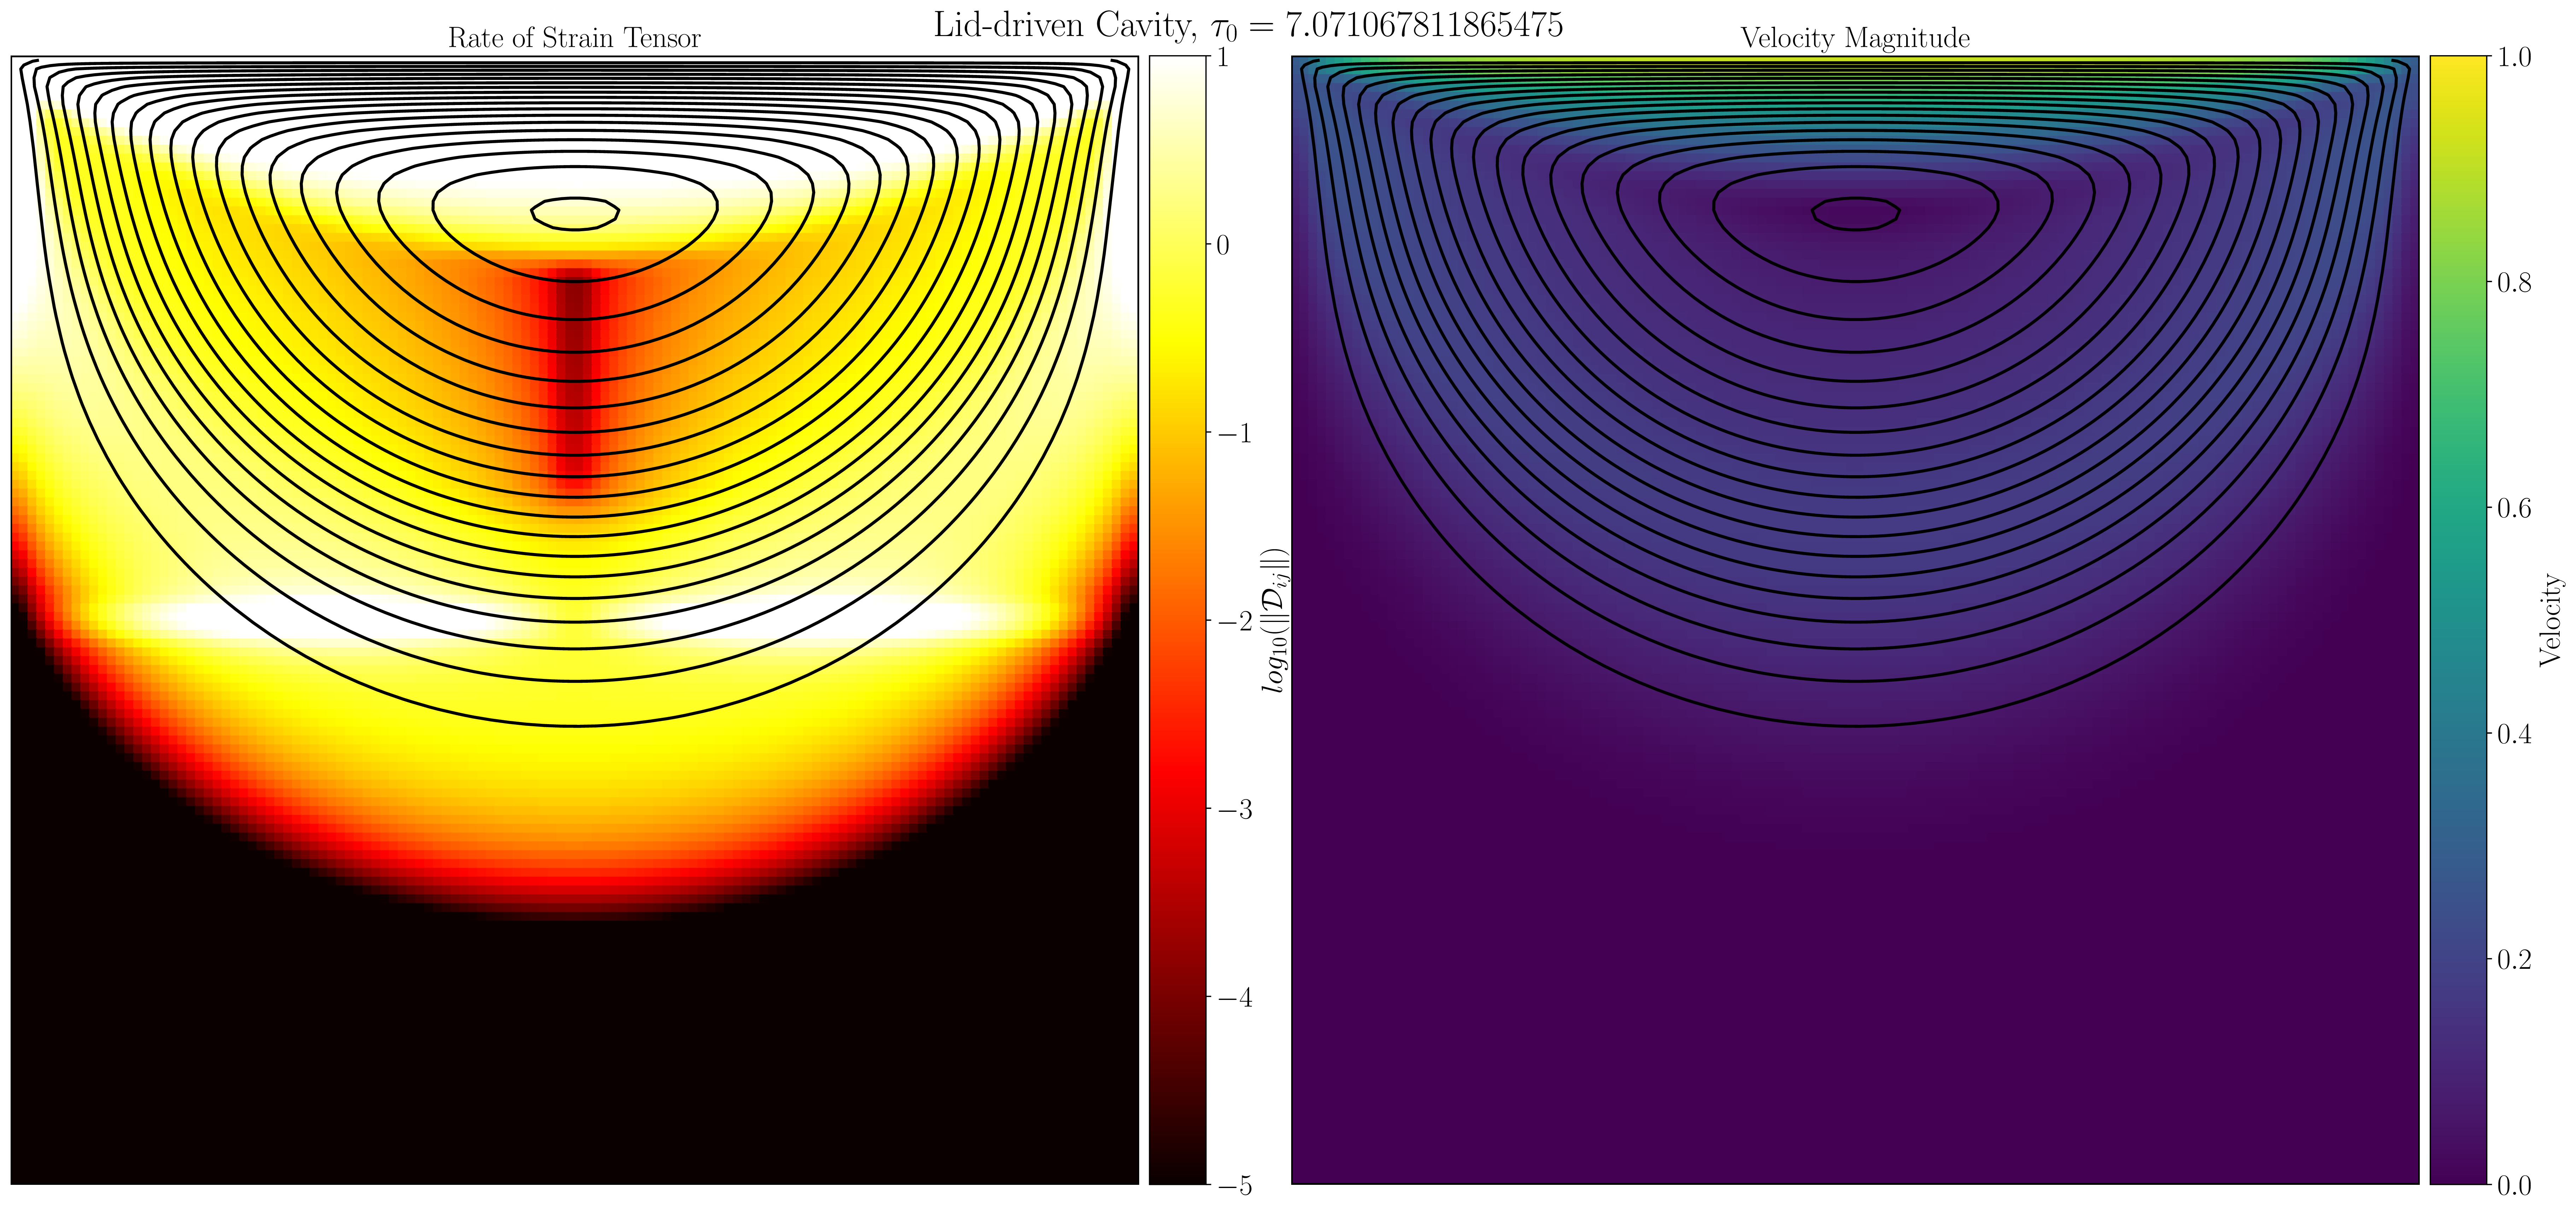 Lid-driven Cavity, τ₀ = 7.071067811865475
Rate of Strain Tensor
1
0
−1
−2
−3
−4
−5
log₁₀(||𝒟ᵢⱼ||)
Velocity Magnitude
1.0
0.8
0.6
0.4
0.2
0.0
Velocity